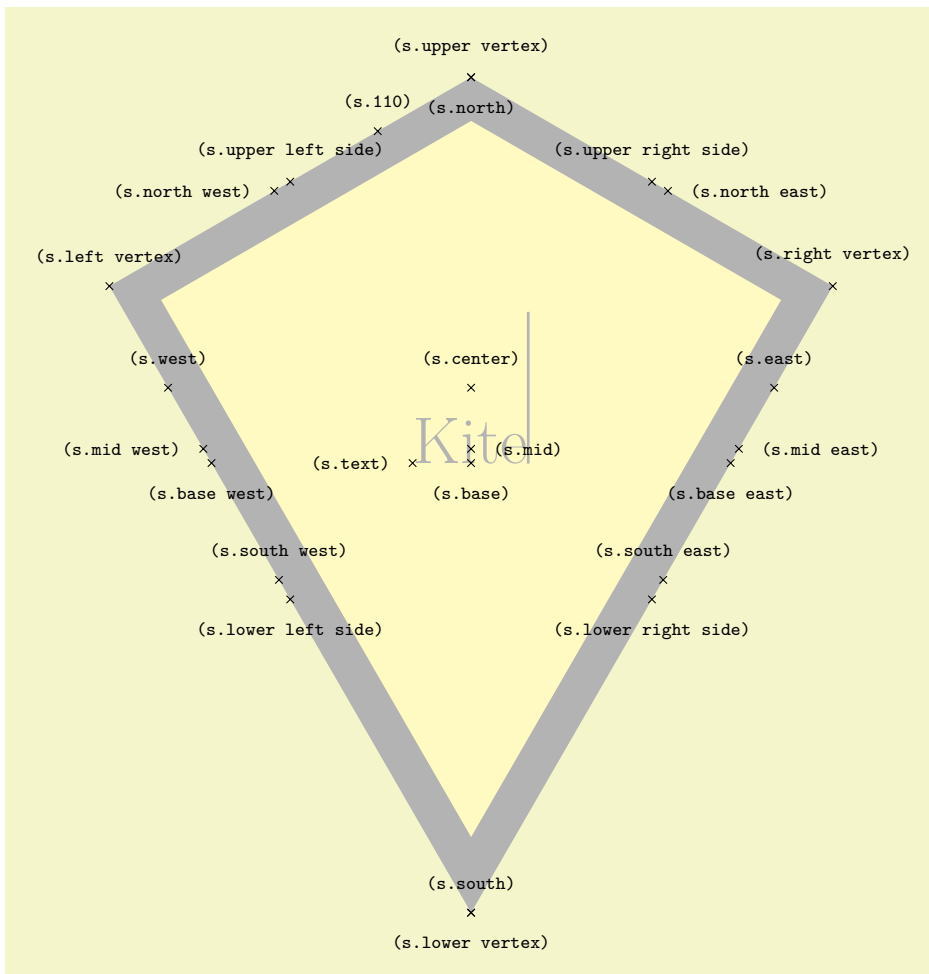 (s.upper vertex)
(s.110)
(s.north)
(s.upper left side)
(s.upper right side)
(s.north west)
(s.north east)
(s.left vertex)
(s.right vertex)
(s.west)
(s.center)
(s.east)
Kite
(s.mid west)
(s.mid)
(s.mid east)
(s.text)
(s.base west)
(s.base)
(s.base east)
(s.south west)
(s.south east)
(s.lower left side)
(s.lower right side)
(s.south)
(s.lower vertex)